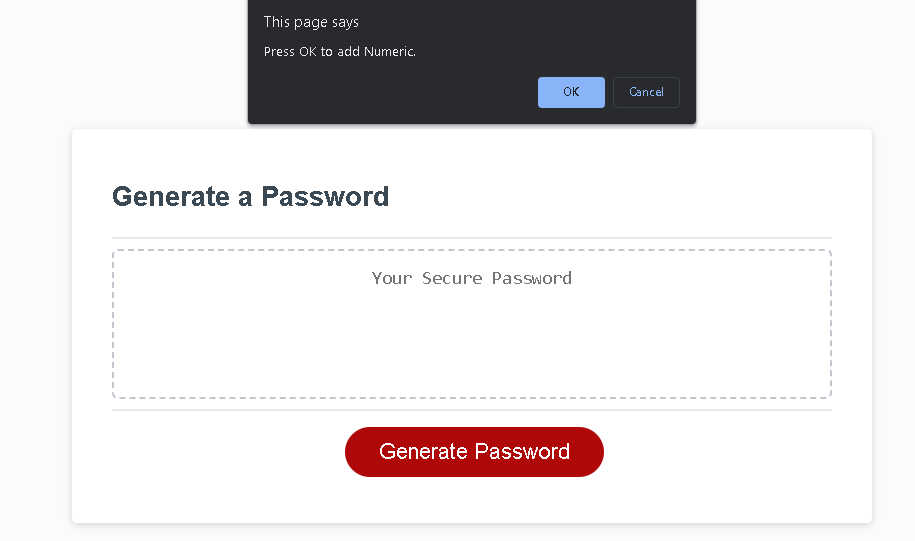 This page says
Press OK to add Numeric.
OK
Cancel
Generate a Password
Your Secure Password
Generate Password